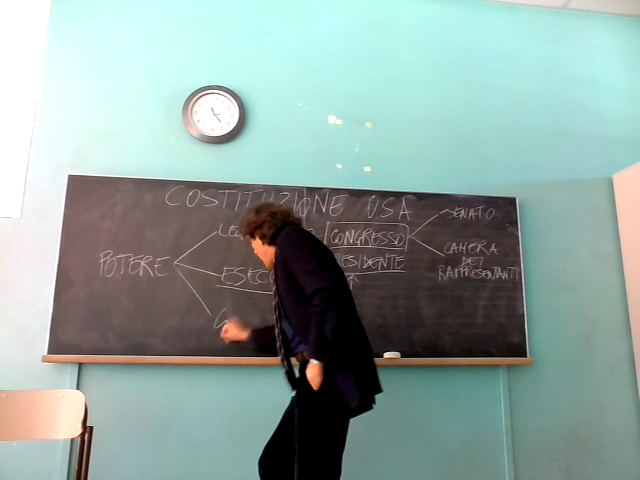 COSTITUZIONE USA
SENATO
CONGRESSO
CAMERA
DEI
RAPPRESENTANTI
POTERE